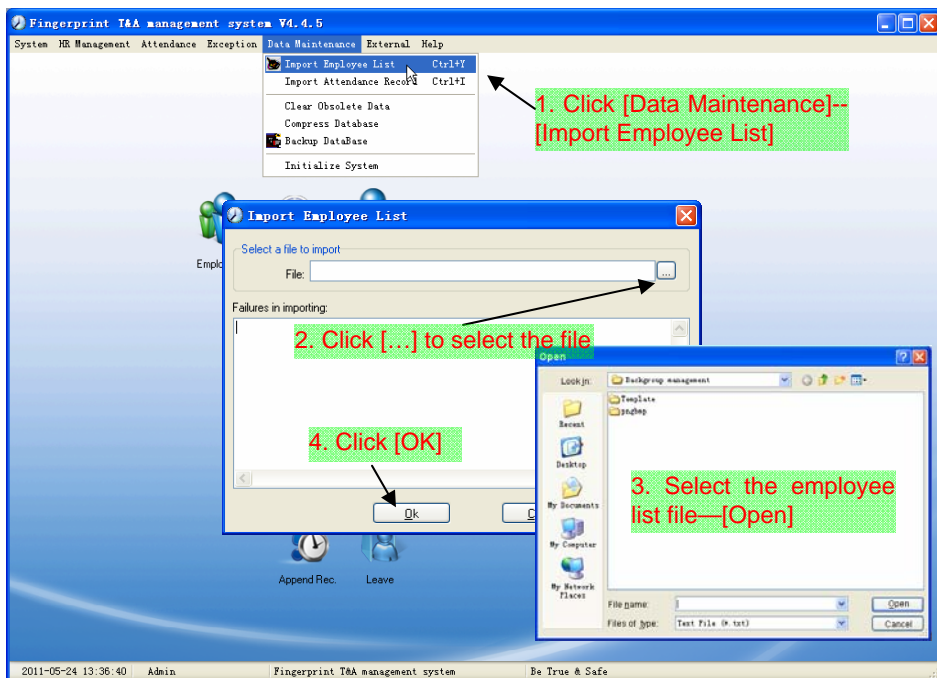 Fingerprint T&A management system V4.4.5
System HR Management Attendance Exception Data Maintenance External Help
Import Employee List Ctrl+Y
Import Attendance Record Ctrl+I
Clear Obsolete Data
Compress Database
Backup DataBase
Initialize System
1. Click [Data Maintenance]--
[Import Employee List]
Import Employee List
Select a file to import
File: ...
Failures in importing:
2. Click […] to select the file
4. Click [OK]
Ok
Open
Look in: Backgroup management
Template
Recent
Desktop
My Documents
My Computer
My Network
Places
3. Select the employee
list file—[Open]
File name: Open
Files of type: Text File (*.txt) Cancel
Append Rec. Leave
2011-05-24 13:36:40 Admin Fingerprint T&A management system Be True & Safe